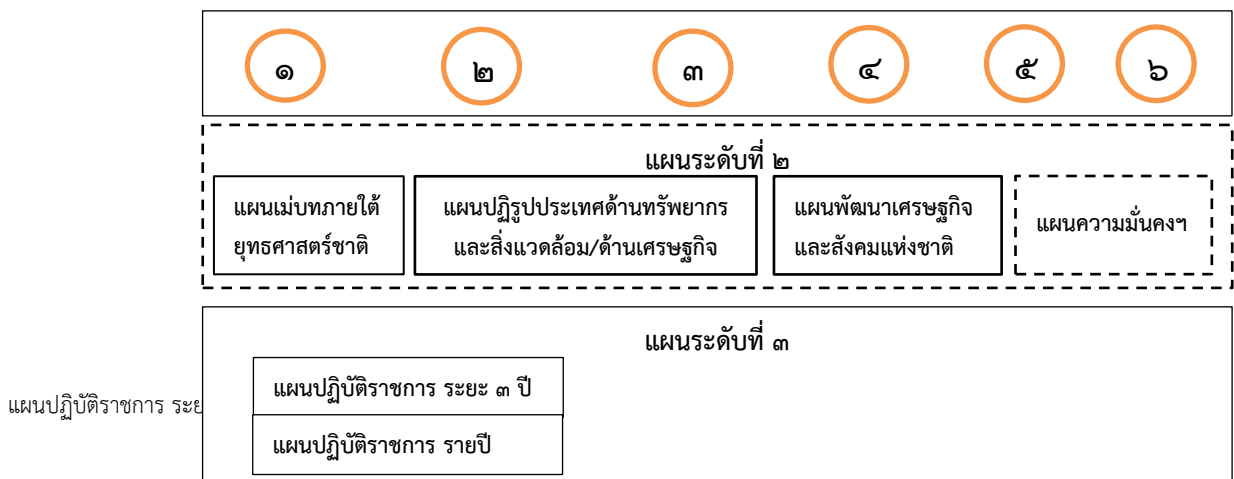 ๑ ๒ ๓ ๔ ๕ ๖
แผนระดับที่ ๒
แผนเม่บทภายใต้
ยุทธศาสตร์ชาติ
แผนปฏิรูปประเทศด้านทรัพยากร
และสิ่งแวดล้อม/ด้านเศรษฐกิจ
แผนพัฒนาเศรษฐกิจ
และสังคมแห่งชาติ
แผนความมั่นคงฯ
แผนระดับที่ ๓
แผนปฏิบัติราชการ ระยะ ๓ ปี
แผนปฏิบัติราชการ ระย
แผนปฏิบัติราชการ รายปี